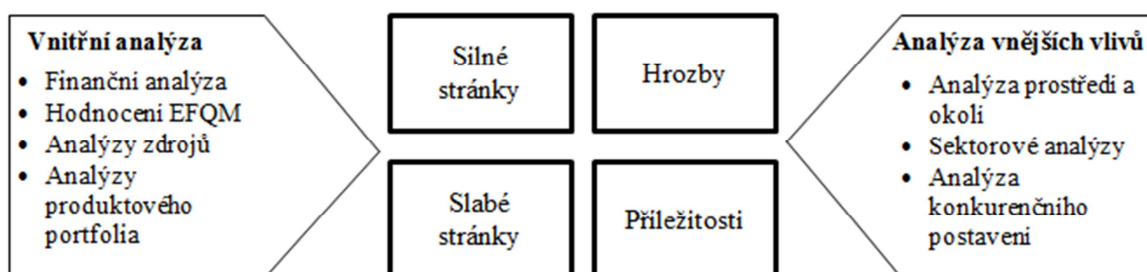 Vnitřní analýza
• Finanční analýza
• Hodnocení EFQM
• Analýzy zdrojů
• Analýzy
produktového
portfolia
Silné
stránky
Hrozby
Slabé
stránky
Příležitosti
Analýza vnějších vlivů
• Analýza prostředí a
okolí
• Sektorové analýzy
• Analýza
konkurenčního
postavení